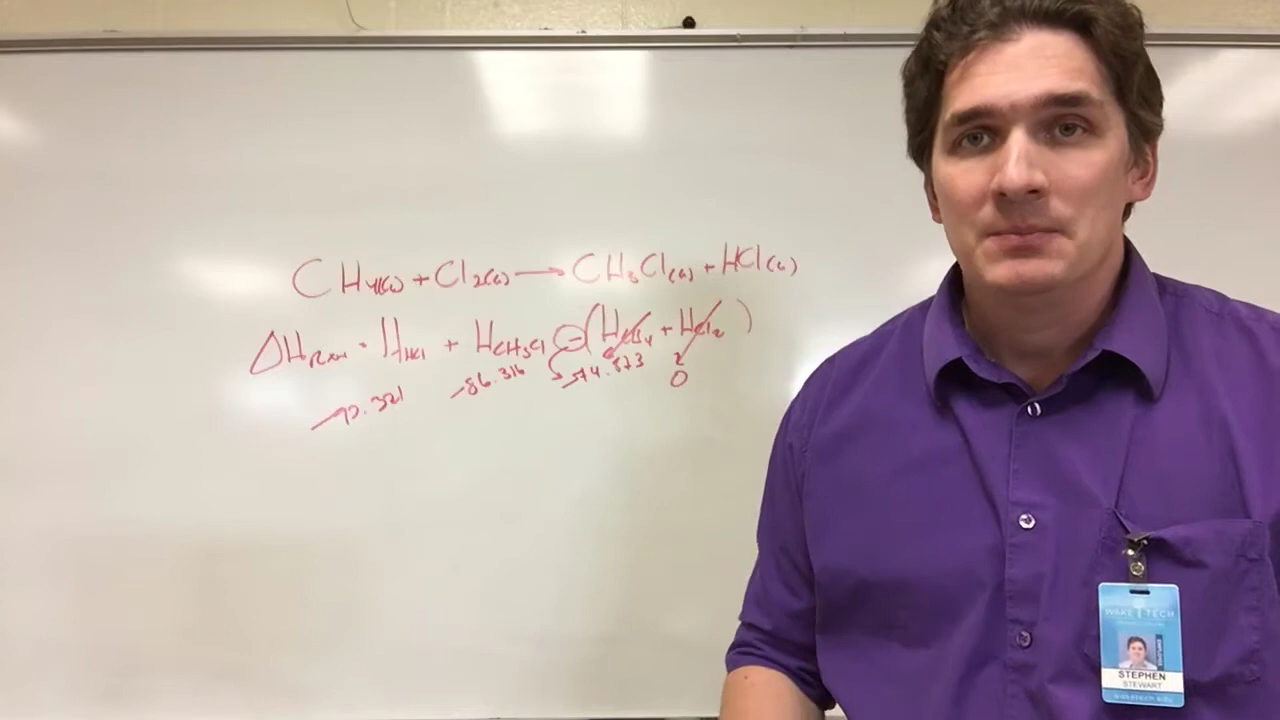 CH4(G) + Cl2(G) → CH3Cl(G) + HCl(G)
ΔHRXN = HHCl + HCH3Cl - (HCH4 + HCl2)
-92.321 -86.316 -74.873 0
WAKE TECH
STEPHEN
STEWART